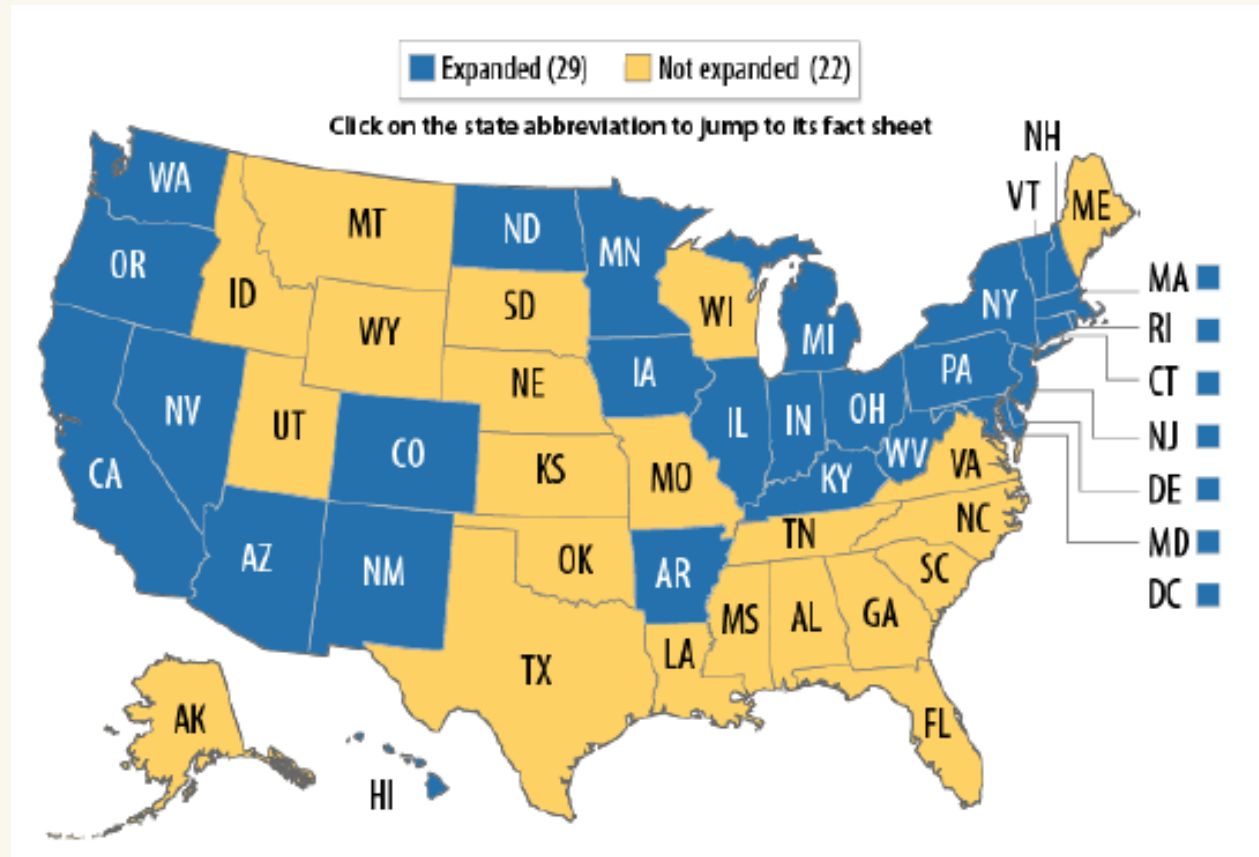 Expanded (29) Not expanded (22)
Click on the state abbreviation to jump to its fact sheet
NH
VT
WA
MT
ND
MN
ME
OR
ID
SD
WI
NY
MA
WY
MI
RI
NE
IA
PA
CT
NV
UT
CO
IL
IN
OH
NJ
CA
KS
MO
KY
WV
VA
DE
AZ
NM
OK
AR
TN
NC
MD
SC
DC
TX
LA
MS
AL
GA
AK
HI
FL